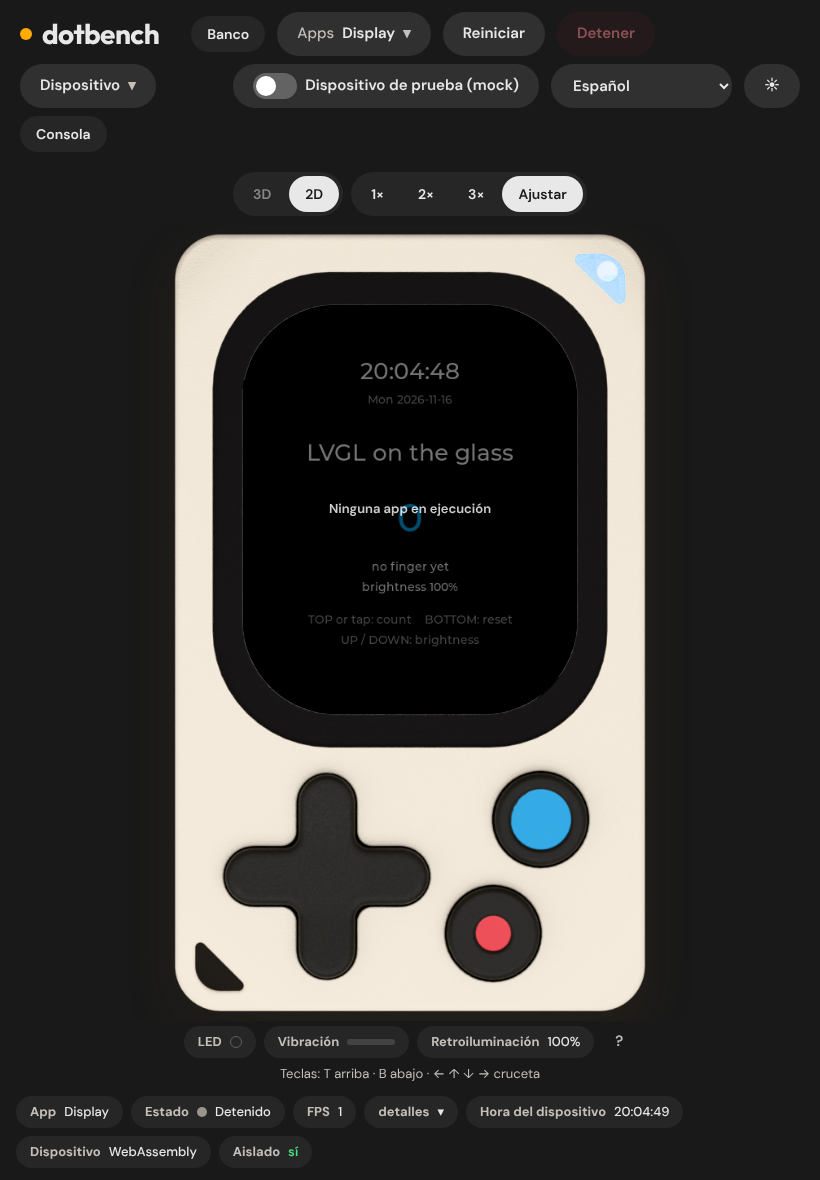 dotbench
Banco
Apps Display ▾
Reiniciar
Detener
Dispositivo ▾
Dispositivo de prueba (mock)
Español
Consola
3D
2D
1×
2×
3×
Ajustar
20:04:48
Mon 2026-11-16
LVGL on the glass
Ninguna app en ejecución
0
no finger yet
brightness 100%
TOP or tap: count BOTTOM: reset
UP / DOWN: brightness
LED
Vibración
Retroiluminación 100%
?
Teclas: T arriba · B abajo · ← ↑ ↓ → cruceta
App Display
Estado Detenido
FPS 1
detalles ▾
Hora del dispositivo 20:04:49
Dispositivo WebAssembly
Aislado sí